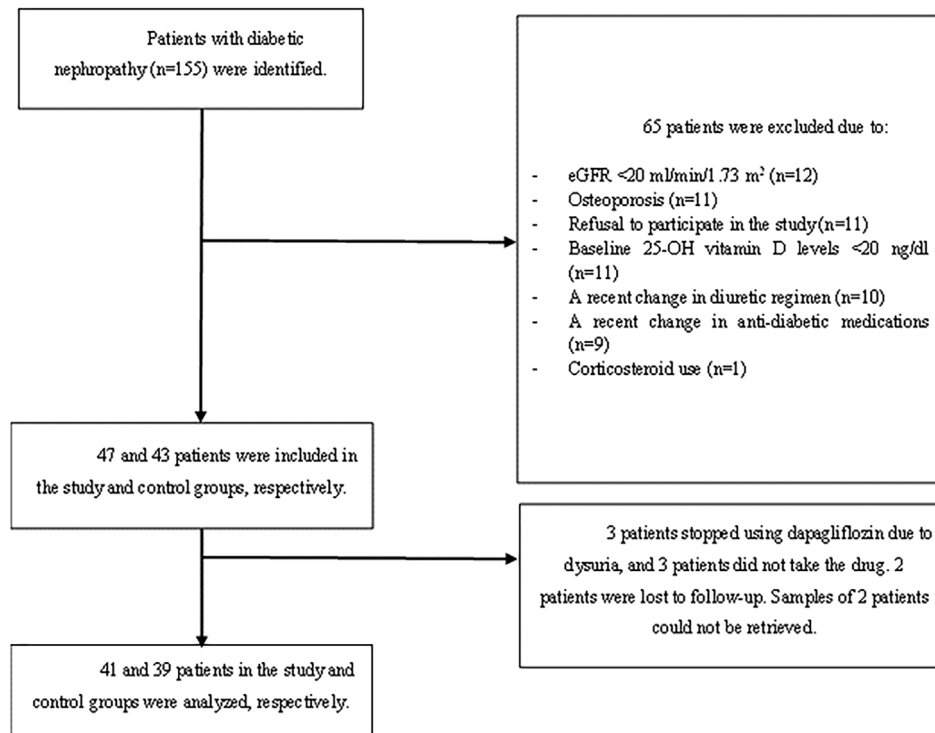 Patients with diabetic
nephropathy (n=155) were identified.
65 patients were excluded due to:
- eGFR <20 ml/min/1.73 m² (n=12)
- Osteoporosis (n=11)
- Refusal to participate in the study (n=11)
- Baseline 25-OH vitamin D levels <20 ng/dl
(n=11)
- A recent change in diuretic regimen (n=10)
- A recent change in anti-diabetic medications
(n=9)
- Corticosteroid use (n=1)
47 and 43 patients were included in
the study and control groups, respectively.
3 patients stopped using dapagliflozin due to
dysuria, and 3 patients did not take the drug. 2
patients were lost to follow-up. Samples of 2 patients
could not be retrieved.
41 and 39 patients in the study and
control groups were analyzed, respectively.